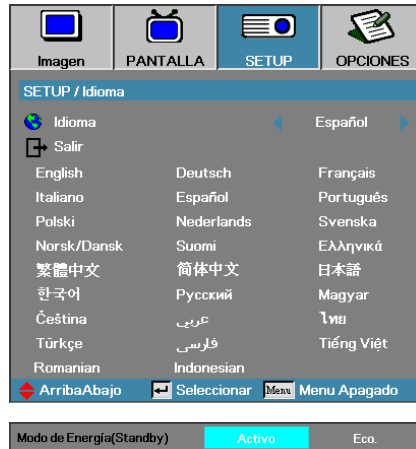 Imagen PANTALLA SETUP OPCIONES
SETUP / Idioma
Idioma Español
Salir
English Deutsch Français
Italiano Español Português
Polski Nederlands Svenska
Norsk/Dansk Suomi Ελληνικά
繁體中文 简体中文 日本語
한국어 Русский Magyar
Čeština عربي ไทย
Türkçe فارسی Tiếng Việt
Romanian Indonesian
ArribaAbajo Seleccionar Menu Menu Apagado
Modo de Energía(Standby) Activo Eco.